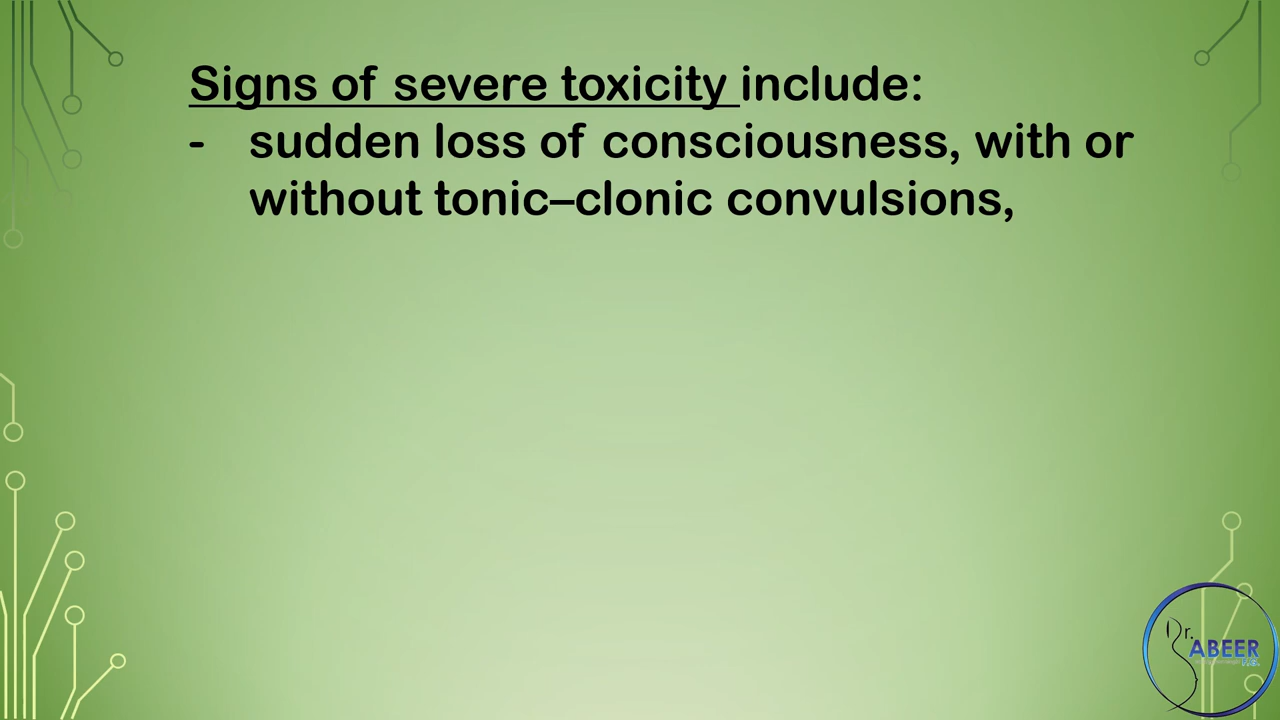 Signs of severe toxicity include:
- sudden loss of consciousness, with or
without tonic–clonic convulsions,
Dr.
ABEER